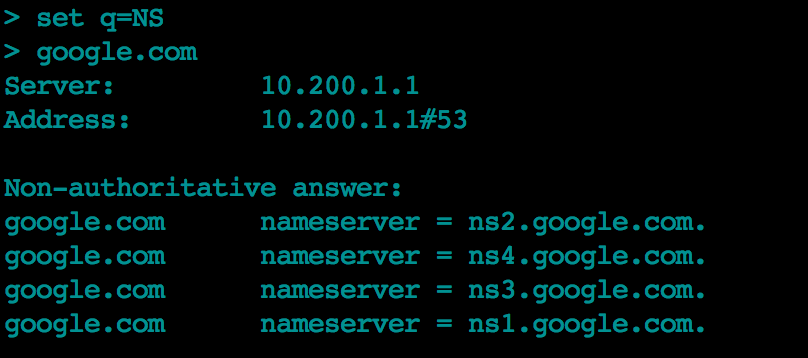 > set q=NS
> google.com
Server: 10.200.1.1
Address: 10.200.1.1#53
Non-authoritative answer:
google.com nameserver = ns2.google.com.
google.com nameserver = ns4.google.com.
google.com nameserver = ns3.google.com.
google.com nameserver = ns1.google.com.